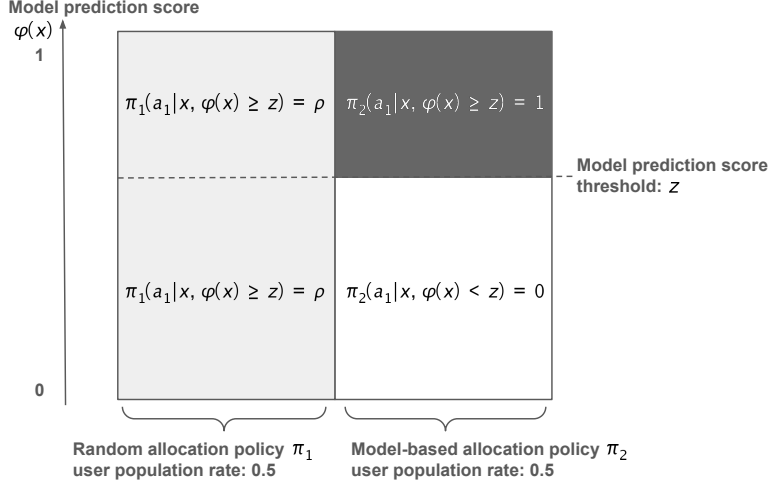 Model prediction score
φ(x)
1
π₁(a₁|x, φ(x) ≥ z) = ρ
π₂(a₁|x, φ(x) ≥ z) = 1
Model prediction score
threshold: z
π₁(a₁|x, φ(x) ≥ z) = ρ
π₂(a₁|x, φ(x) < z) = 0
0
Random allocation policy π₁
user population rate: 0.5
Model-based allocation policy π₂
user population rate: 0.5